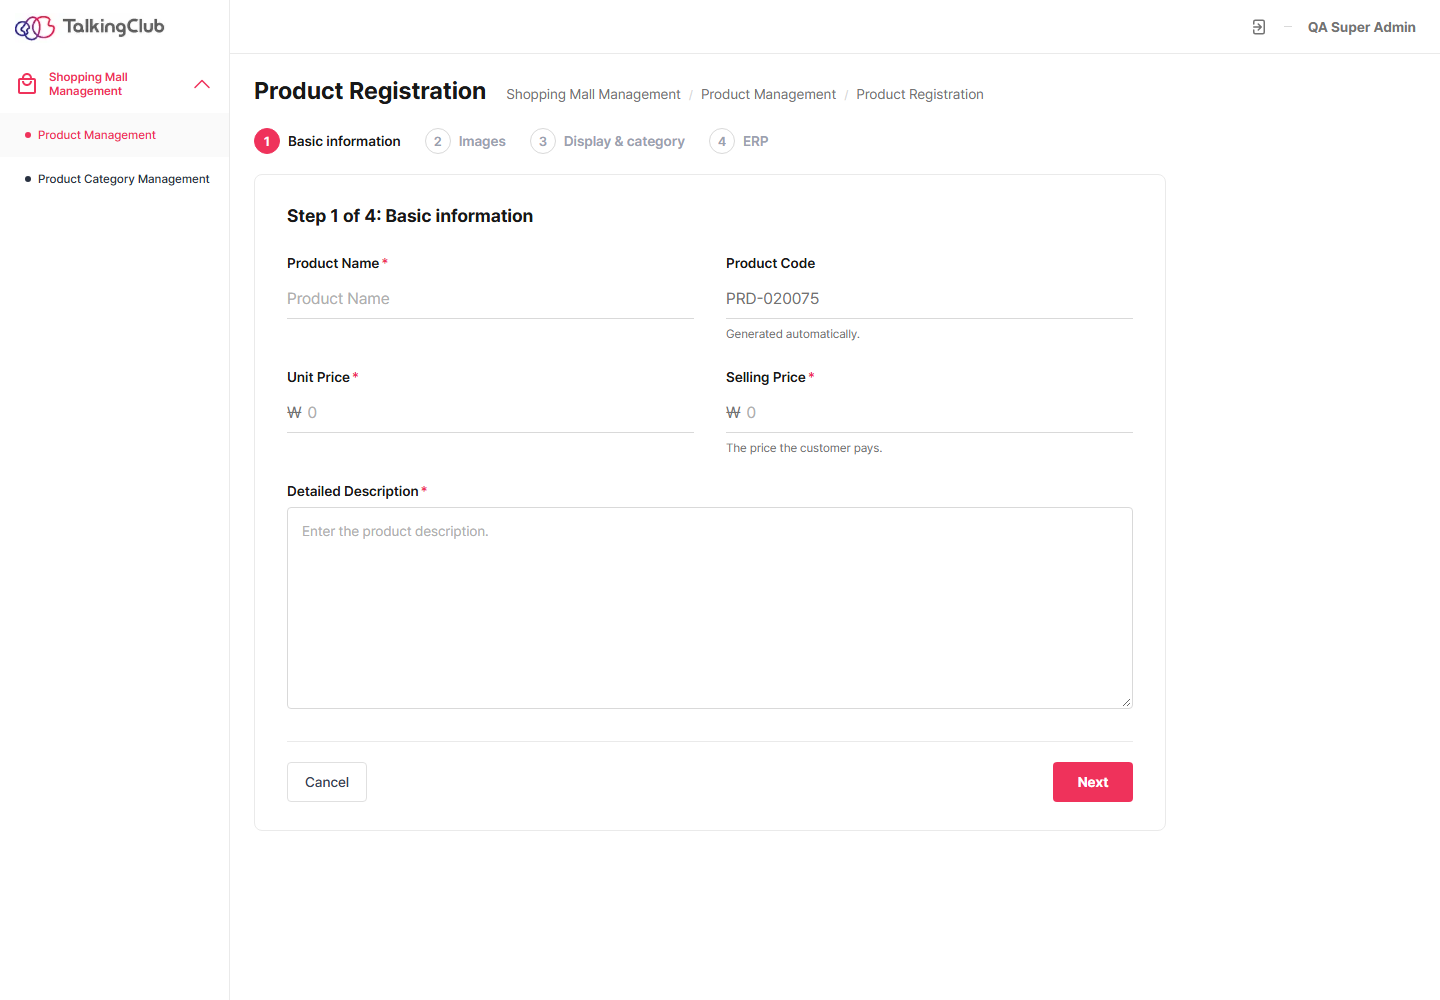 TalkingClub
QA Super Admin
Shopping Mall
Management
Product Management
Product Category Management
Product Registration
Shopping Mall Management / Product Management / Product Registration
1 Basic information 2 Images 3 Display & category 4 ERP
Step 1 of 4: Basic information
Product Name *
Product Name
Product Code
PRD-020075
Generated automatically.
Unit Price *
₩ 0
Selling Price *
₩ 0
The price the customer pays.
Detailed Description *
Enter the product description.
Cancel
Next